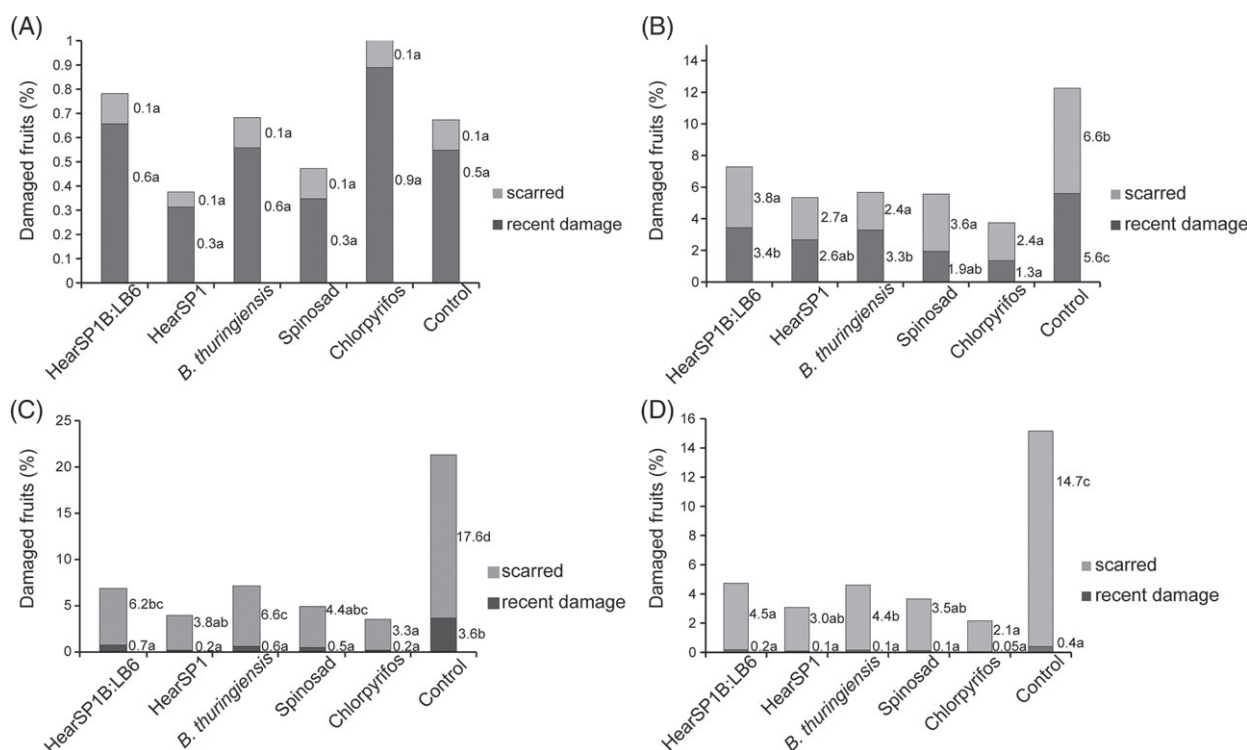 (A)
Damaged fruits (%)
1
0.9
0.8
0.7
0.6
0.5
0.4
0.3
0.2
0.1
0
0.1a
0.6a
0.1a
0.3a
0.1a
0.6a
0.1a
0.3a
0.1a
0.9a
0.1a
0.5a
scarred
recent damage
HearSP1B:LB6
HearSP1
B. thuringiensis
Spinosad
Chlorpyrifos
Control
(B)
Damaged fruits (%)
14
12
10
8
6
4
2
0
3.8a
3.4b
2.7a
2.6ab
2.4a
3.3b
3.6a
1.9ab
2.4a
1.3a
6.6b
5.6c
scarred
recent damage
HearSP1B:LB6
HearSP1
B. thuringiensis
Spinosad
Chlorpyrifos
Control
(C)
Damaged fruits (%)
25
20
15
10
5
0
6.2bc
0.7a
3.8ab
0.2a
6.6c
0.6a
4.4abc
0.5a
3.3a
0.2a
17.6d
3.6b
scarred
recent damage
HearSP1B:LB6
HearSP1
B. thuringiensis
Spinosad
Chlorpyrifos
Control
(D)
Damaged fruits (%)
16
14
12
10
8
6
4
2
0
4.5a
0.2a
3.0ab
0.1a
4.4b
0.1a
3.5ab
0.1a
2.1a
0.05a
14.7c
0.4a
scarred
recent damage
HearSP1B:LB6
HearSP1
B. thuringiensis
Spinosad
Chlorpyrifos
Control